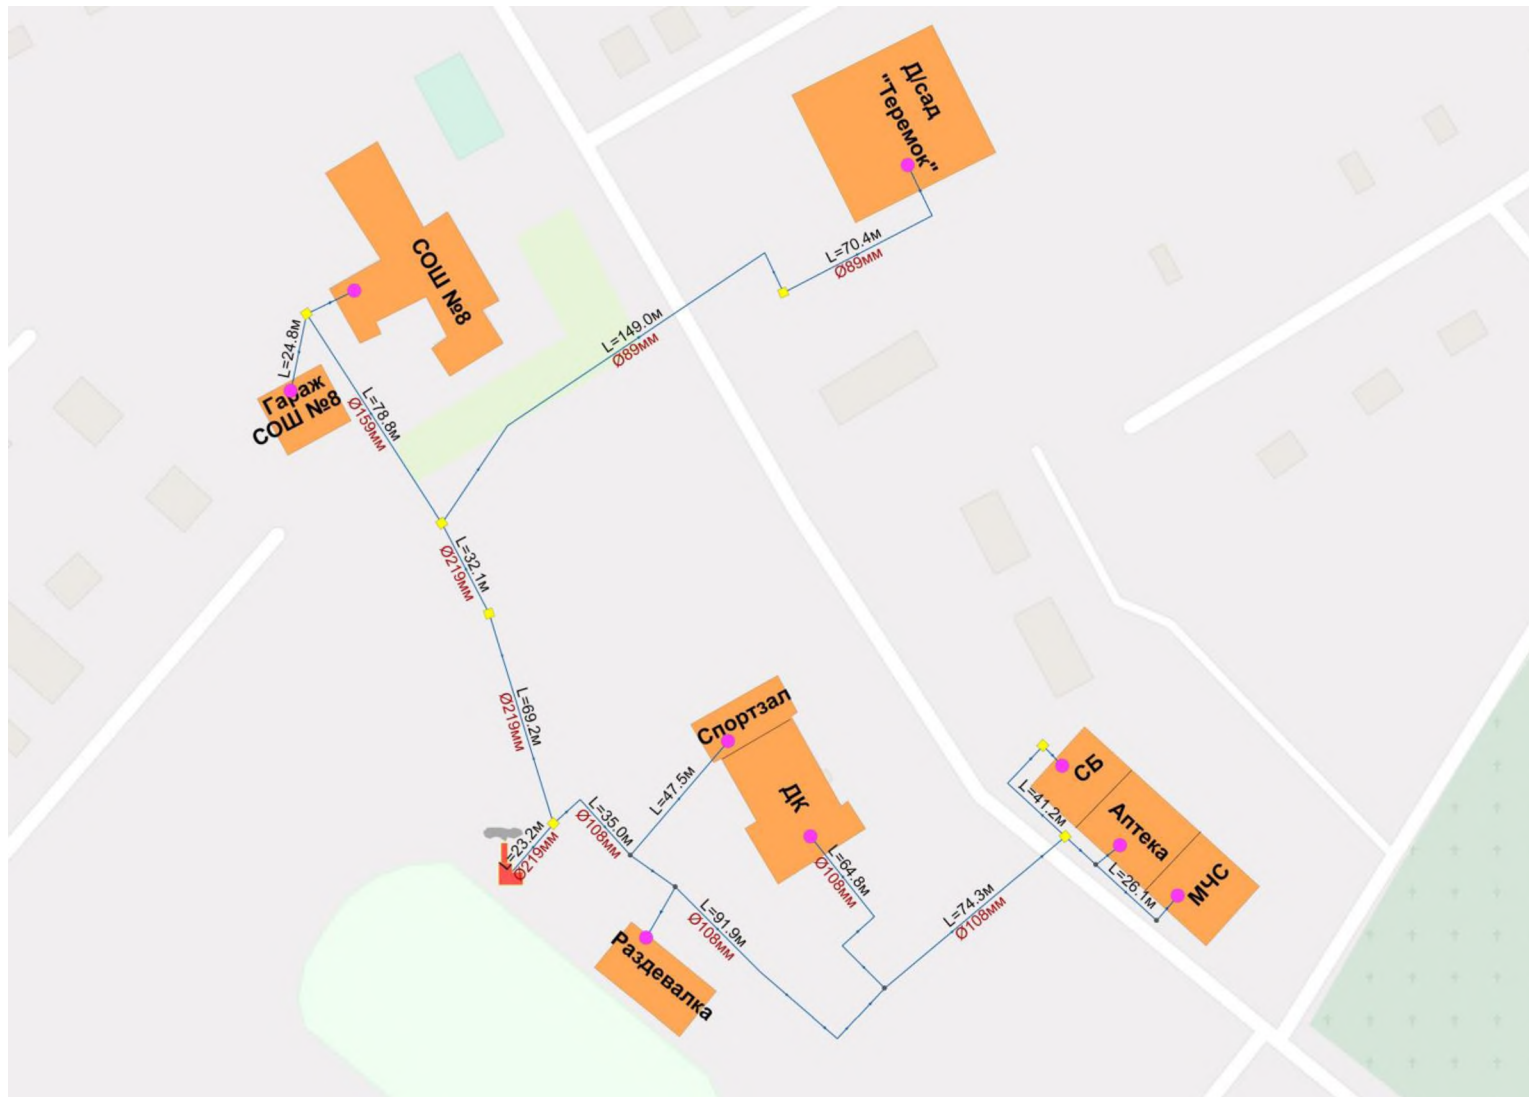 Д/сад
"Теремок"
L=70.4м
Ø89мм
СОШ №8
L=149.0м
Ø89мм
L=24.8м
Гараж
СОШ №8
L=78.8м
Ø159мм
L=32.1м
Ø219мм
L=69.2м
Ø219мм
Спортзал
ДК
L=47.5м
L=35.0м
Ø108мм
L=23.2м
Ø219мм
L=64.8м
Ø108мм
СБ
Аптека
МЧС
L=41.2м
L=26.1м
L=74.3м
Ø108мм
L=91.9м
Ø108мм
Раздевалка